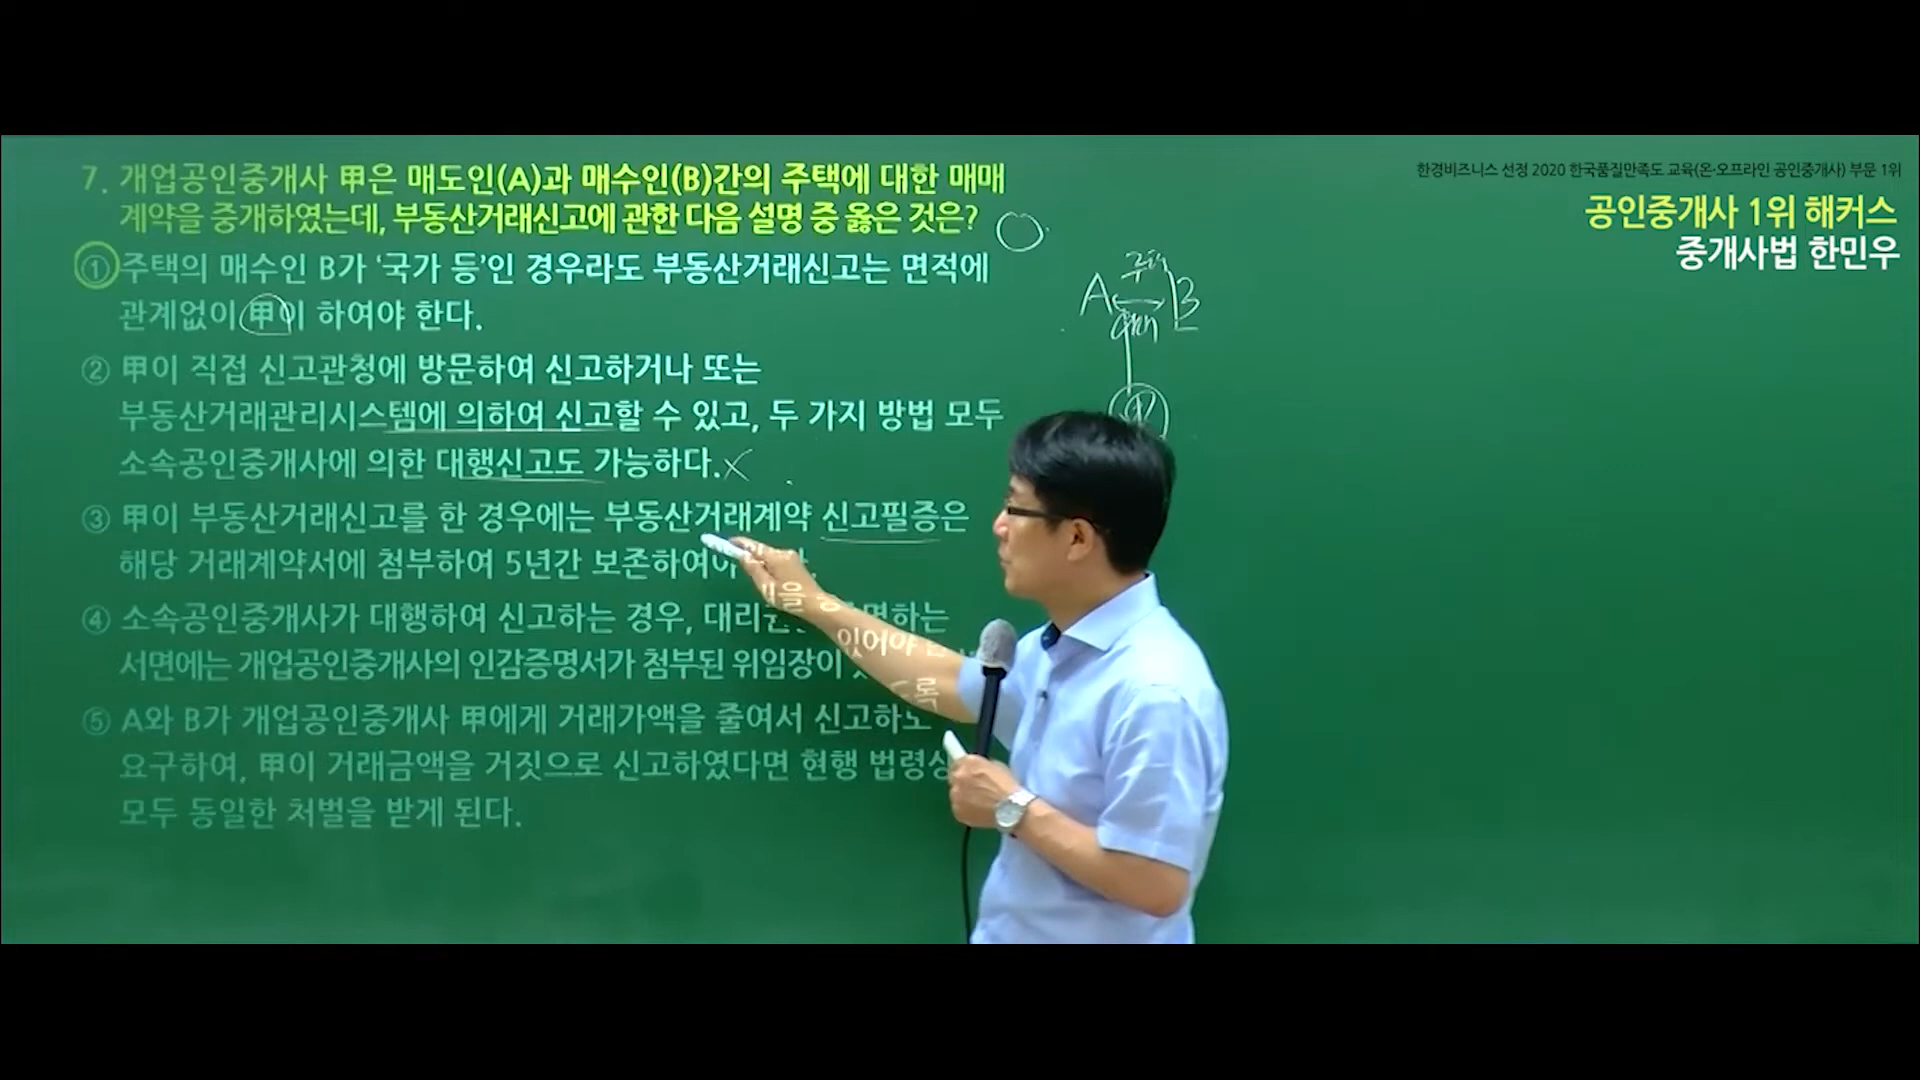 7. 개업공인중개사 甲은 매도인(A)과 매수인(B)간의 주택에 대한 매매
계약을 중개하였는데, 부동산거래신고에 관한 다음 설명 중 옳은 것은?
① 주택의 매수인 B가 '국가 등'인 경우라도 부동산거래신고는 면적에
관계없이 甲이 하여야 한다.
② 甲이 직접 신고관청에 방문하여 신고하거나 또는
부동산거래관리시스템에 의하여 신고할 수 있고, 두 가지 방법 모두
소속공인중개사에 의한 대행신고도 가능하다.X
③ 甲이 부동산거래신고를 한 경우에는 부동산거래계약 신고필증은
해당 거래계약서에 첨부하여 5년간 보존하여야
④ 소속공인중개사가 대행하여 신고하는 경우,
서면에는 개업공인중개사의 인감증명서가 첨부된 위임장이 있어야
⑤ A와 B가 개업공인중개사 甲에게 거래가액을 줄여서 신고하도록
요구하여, 甲이 거래금액을 거짓으로 신고하였다면 현행 법령상
모두 동일한 처벌을 받게 된다.
한경비즈니스 선정 2020 한국품질만족도 교육(온·오프라인 공인중개사) 부문 1위
공인중개사 1위 해커스
중개사법 한민우
A B